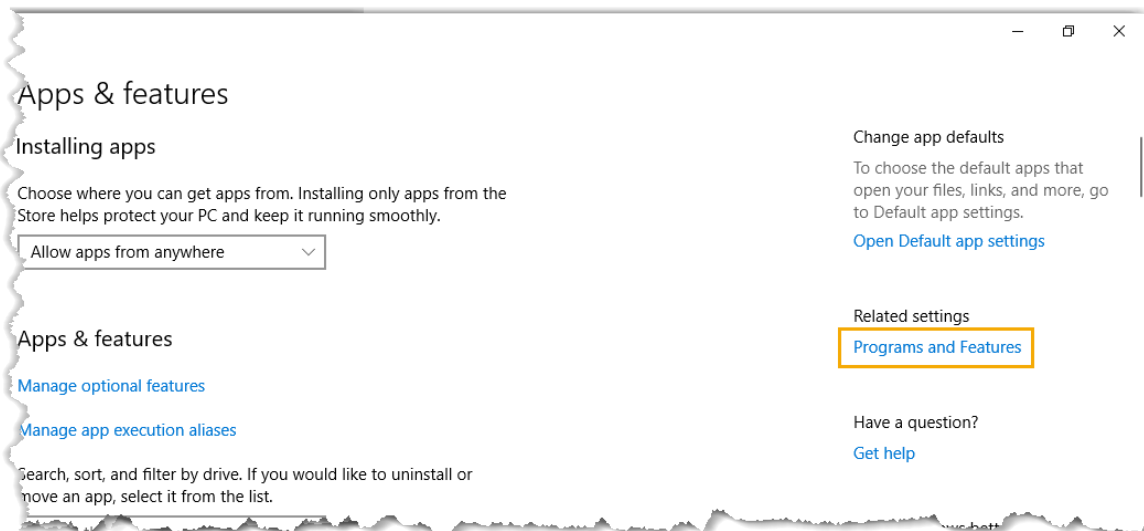 Apps & features
Installing apps
Choose where you can get apps from. Installing only apps from the
Store helps protect your PC and keep it running smoothly.
Allow apps from anywhere
Apps & features
Manage optional features
Manage app execution aliases
Search, sort, and filter by drive. If you would like to uninstall or
move an app, select it from the list.
Change app defaults
To choose the default apps that
open your files, links, and more, go
to Default app settings.
Open Default app settings
Related settings
Programs and Features
Have a question?
Get help